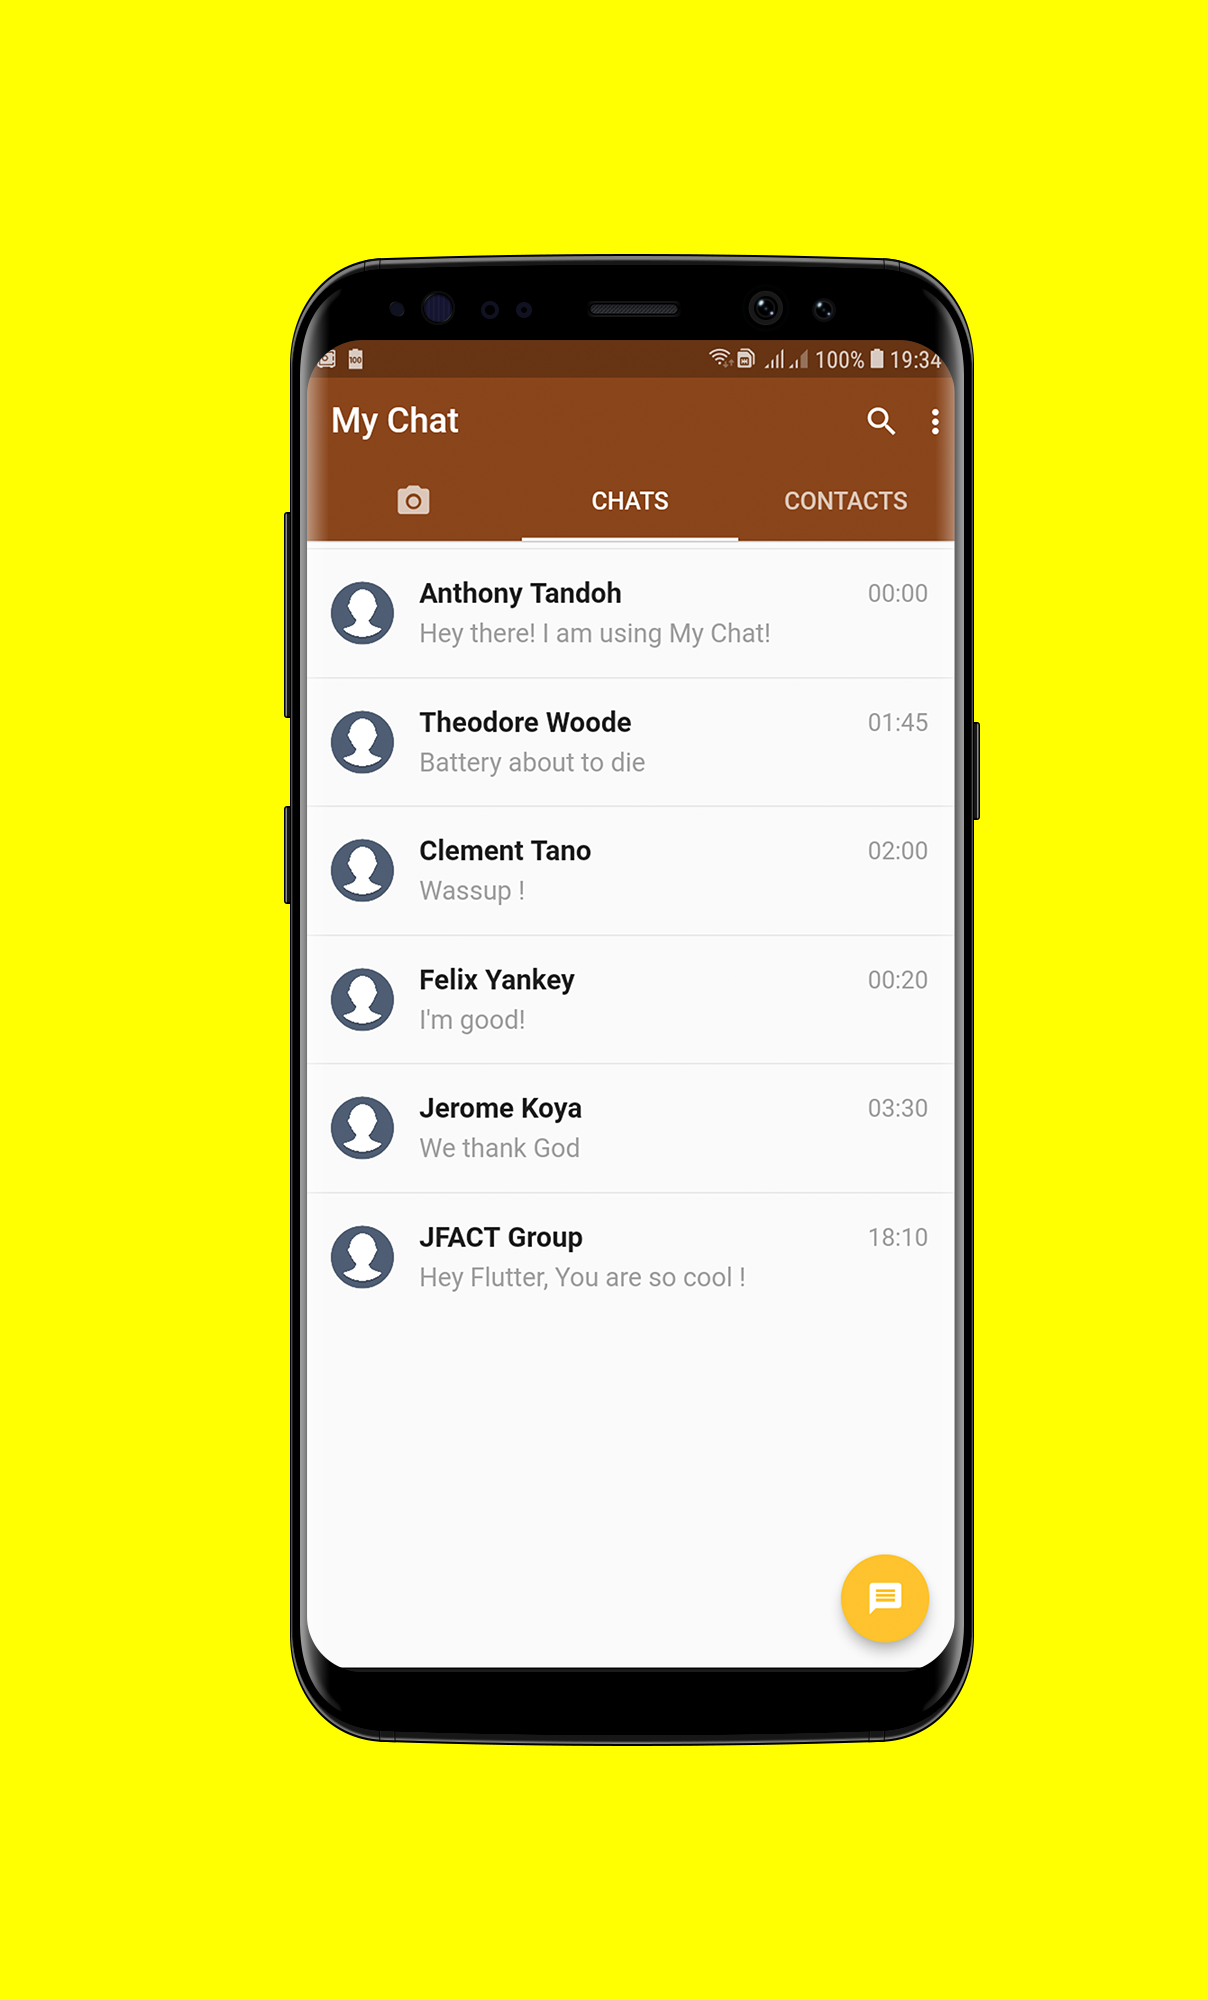 100 100% 19:34
My Chat
CHATS CONTACTS
Anthony Tandoh 00:00
Hey there! I am using My Chat!
Theodore Woode 01:45
Battery about to die
Clement Tano 02:00
Wassup !
Felix Yankey 00:20
I'm good!
Jerome Koya 03:30
We thank God
JFACT Group 18:10
Hey Flutter, You are so cool !